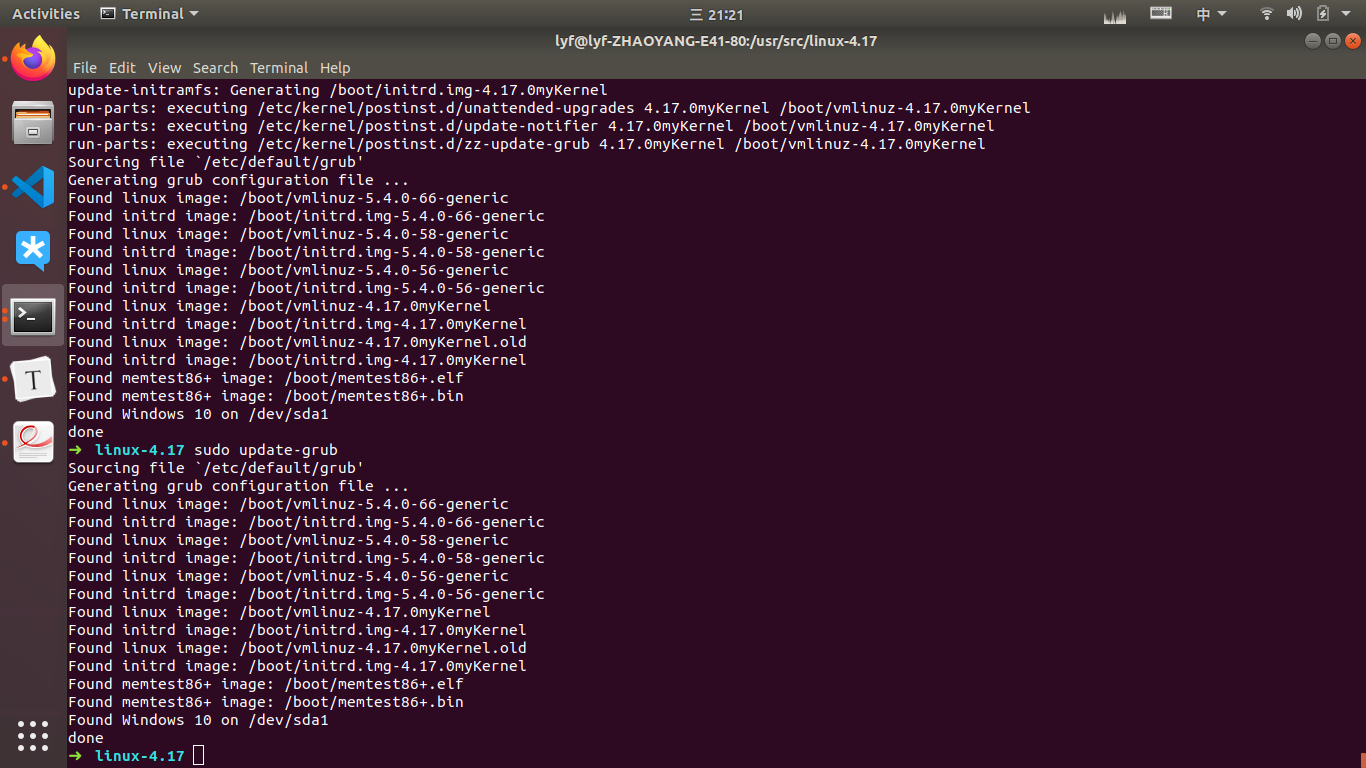 Activities Terminal 三 21:21 中
lyf@lyf-ZHAOYANG-E41-80:/usr/src/linux-4.17
File Edit View Search Terminal Help
update-initramfs: Generating /boot/initrd.img-4.17.0myKernel
run-parts: executing /etc/kernel/postinst.d/unattended-upgrades 4.17.0myKernel /boot/vmlinuz-4.17.0myKernel
run-parts: executing /etc/kernel/postinst.d/update-notifier 4.17.0myKernel /boot/vmlinuz-4.17.0myKernel
run-parts: executing /etc/kernel/postinst.d/zz-update-grub 4.17.0myKernel /boot/vmlinuz-4.17.0myKernel
Sourcing file `/etc/default/grub'
Generating grub configuration file ...
Found linux image: /boot/vmlinuz-5.4.0-66-generic
Found initrd image: /boot/initrd.img-5.4.0-66-generic
Found linux image: /boot/vmlinuz-5.4.0-58-generic
Found initrd image: /boot/initrd.img-5.4.0-58-generic
Found linux image: /boot/vmlinuz-5.4.0-56-generic
Found initrd image: /boot/initrd.img-5.4.0-56-generic
Found linux image: /boot/vmlinuz-4.17.0myKernel
Found initrd image: /boot/initrd.img-4.17.0myKernel
Found linux image: /boot/vmlinuz-4.17.0myKernel.old
Found initrd image: /boot/initrd.img-4.17.0myKernel
Found memtest86+ image: /boot/memtest86+.elf
Found memtest86+ image: /boot/memtest86+.bin
Found Windows 10 on /dev/sda1
done
➜ linux-4.17 sudo update-grub
Sourcing file `/etc/default/grub'
Generating grub configuration file ...
Found linux image: /boot/vmlinuz-5.4.0-66-generic
Found initrd image: /boot/initrd.img-5.4.0-66-generic
Found linux image: /boot/vmlinuz-5.4.0-58-generic
Found initrd image: /boot/initrd.img-5.4.0-58-generic
Found linux image: /boot/vmlinuz-5.4.0-56-generic
Found initrd image: /boot/initrd.img-5.4.0-56-generic
Found linux image: /boot/vmlinuz-4.17.0myKernel
Found initrd image: /boot/initrd.img-4.17.0myKernel
Found linux image: /boot/vmlinuz-4.17.0myKernel.old
Found initrd image: /boot/initrd.img-4.17.0myKernel
Found memtest86+ image: /boot/memtest86+.elf
Found memtest86+ image: /boot/memtest86+.bin
Found Windows 10 on /dev/sda1
done
➜ linux-4.17
T